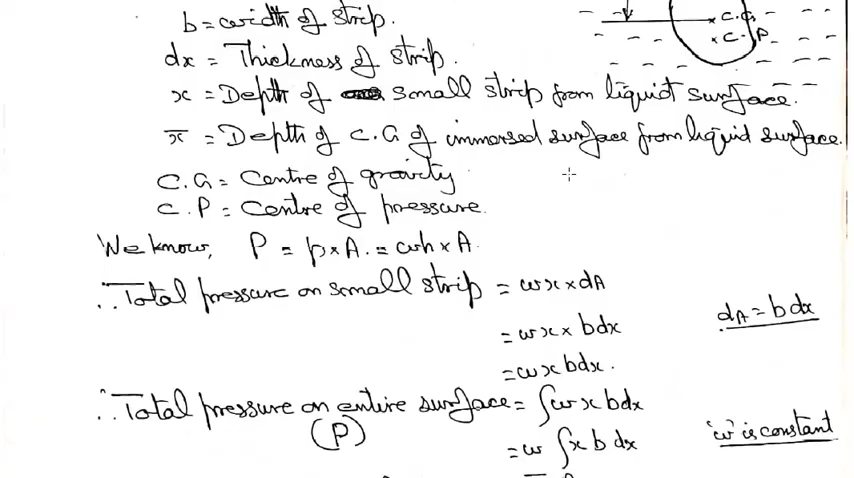 b = width of strip.
C.G
C.P
dx = Thickness of strip.
x = Depth of small strip from liquid surface.
x̅ = Depth of C.G of immersed surface from liquid surface.
C.G = Centre of gravity
C.P = Centre of pressure.
We know, P = p × A. = wh × A.
∴ Total pressure on small strip = wx × dA
= wx × bdx dA = bdx
= wx bdx.
∴ Total pressure on entire surface = ∫wx bdx
(P)
= w ∫x b dx 'w' is constant